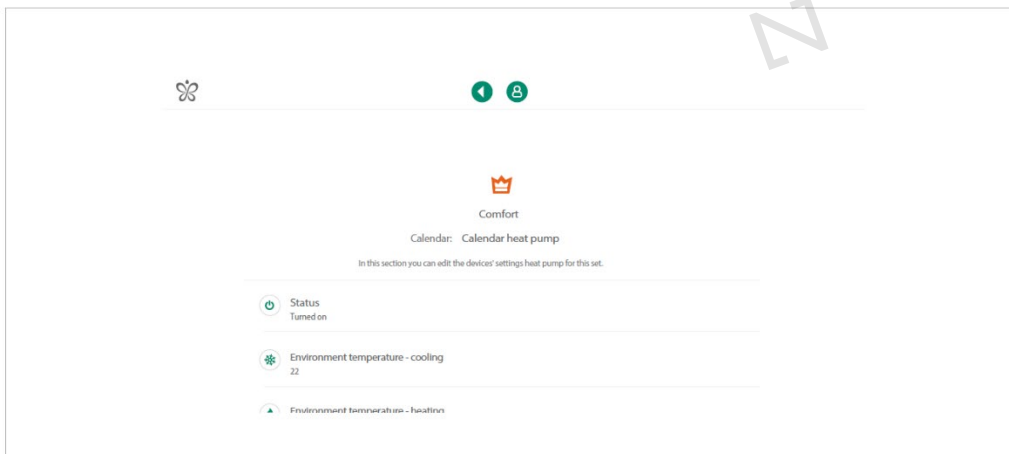 Comfort
Calendar: Calendar heat pump
In this section you can edit the devices' settings heat pump for this set.
Status
Turned on
Environment temperature - cooling
22
Environment temperature - heating
N